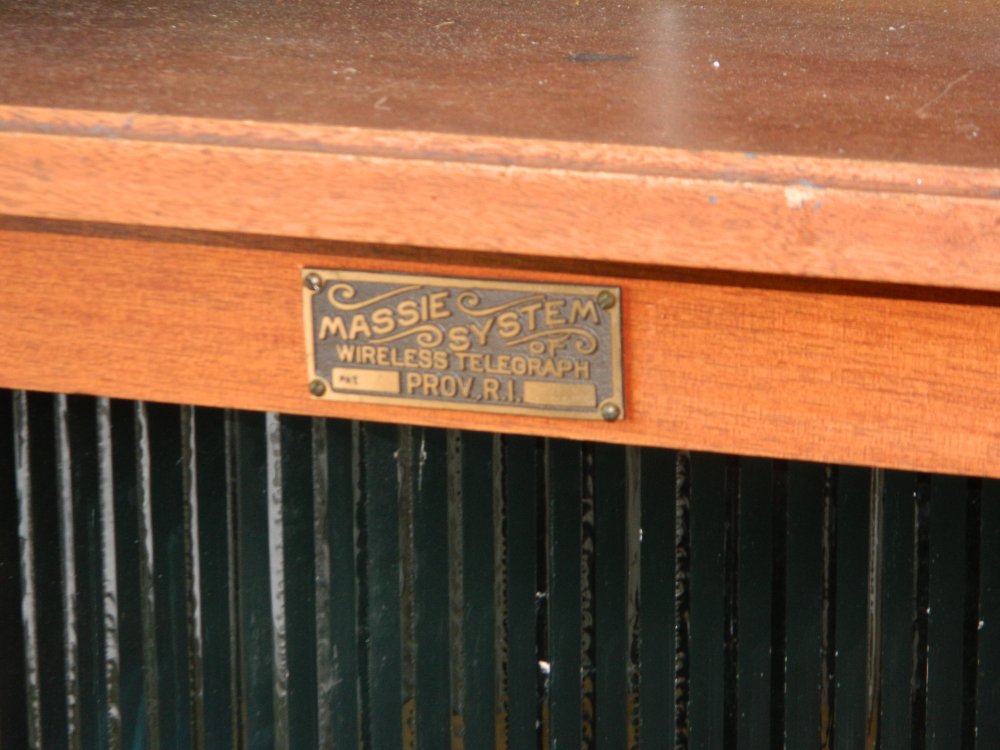 MASSIE SYSTEM
OF
WIRELESS TELEGRAPH
PROV. R.I.